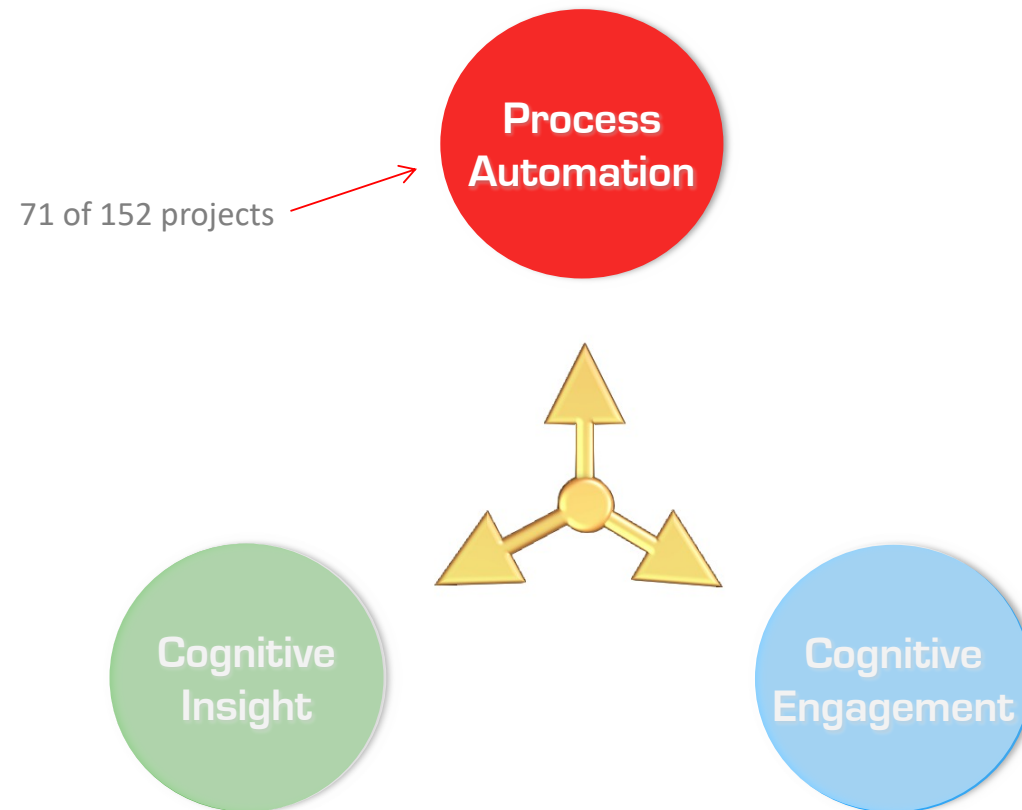 Process
Automation
71 of 152 projects
Cognitive
Insight
Cognitive
Engagement